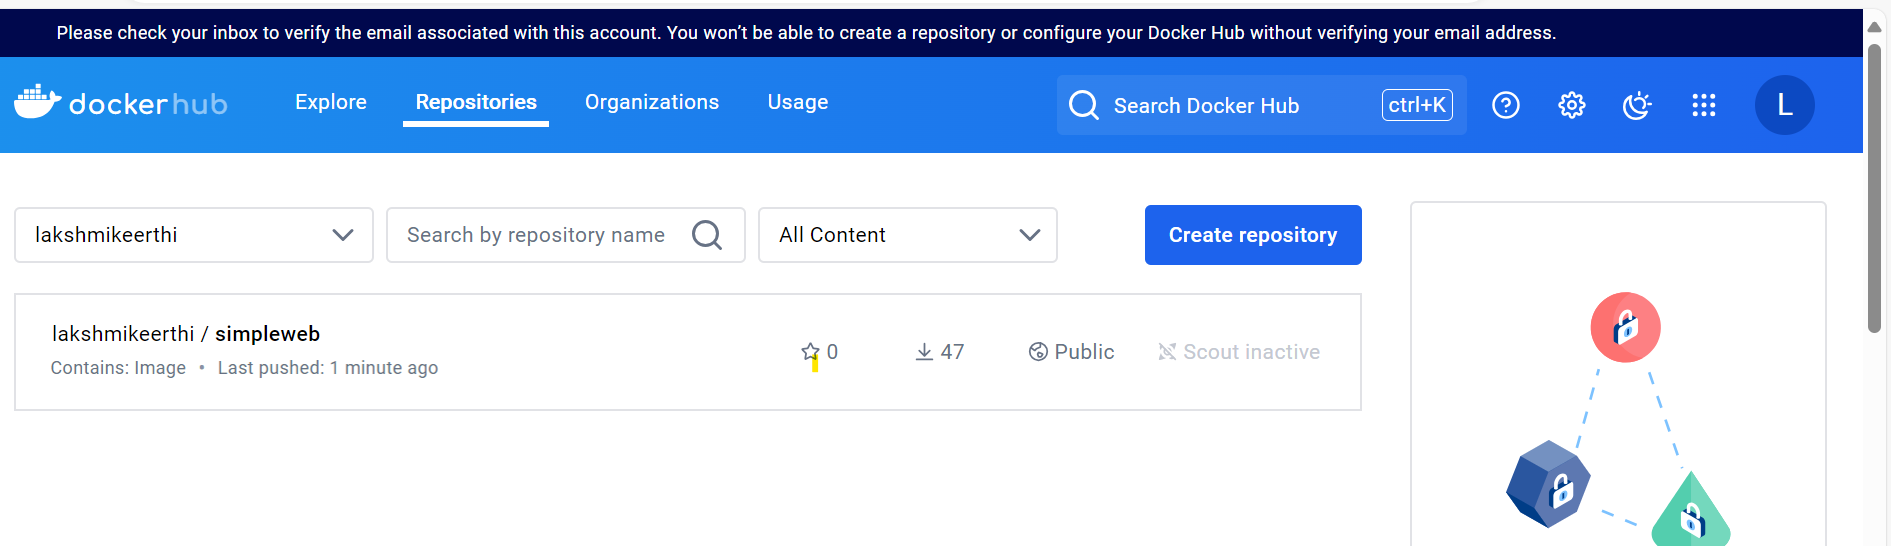 Please check your inbox to verify the email associated with this account. You won’t be able to create a repository or configure your Docker Hub without verifying your email address.
dockerhub Explore Repositories Organizations Usage Search Docker Hub ctrl+K L
lakshmikeerthi Search by repository name All Content Create repository
lakshmikeerthi / simpleweb
0 47 Public Scout inactive
Contains: Image • Last pushed: 1 minute ago